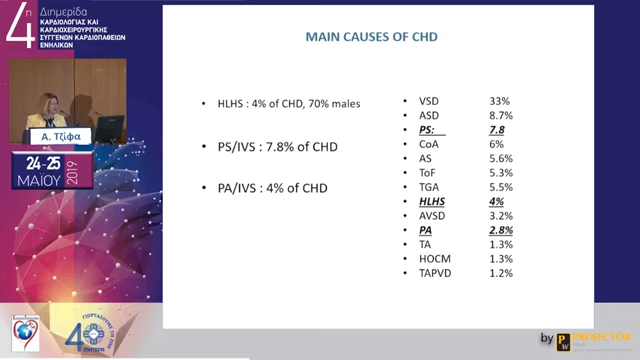 4η Διημερίδα
ΚΑΡΔΙΟΛΟΓΙΑΣ ΚΑΙ
ΚΑΡΔΙΟΧΕΙΡΟΥΡΓΙΚΗΣ
ΣΥΓΓΕΝΩΝ ΚΑΡΔΙΟΠΑΘΕΙΩΝ
ΕΝΗΛΙΚΩΝ
Α. Τζίφα
24-25
ΜΑΪΟΥ 2019
MAIN CAUSES OF CHD
• HLHS : 4% of CHD, 70% males
• PS/IVS : 7.8% of CHD
• PA/IVS : 4% of CHD
• VSD 33%
• ASD 8.7%
• PS: 7.8
• CoA 6%
• AS 5.6%
• ToF 5.3%
• TGA 5.5%
• HLHS 4%
• AVSD 3.2%
• PA 2.8%
• TA 1.3%
• HOCM 1.3%
• TAPVD 1.2%
40
ΜΗΤΕΡΑ
by PW PROJECTOR